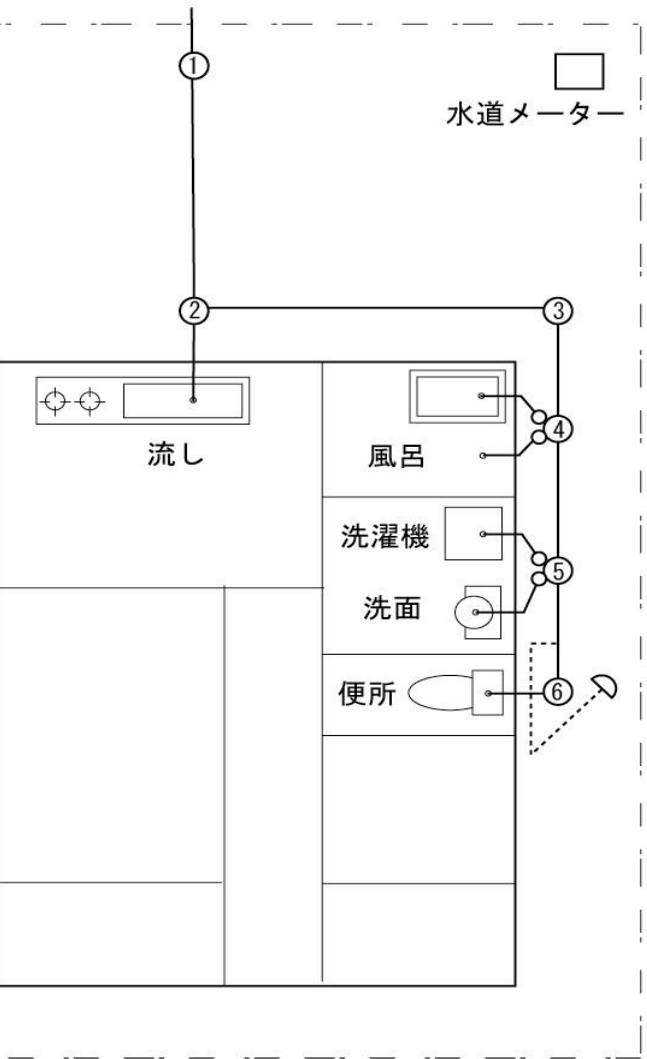 ①
水道メーター
②
③
流し
風呂
④
洗濯機
⑤
洗面
便所
⑥